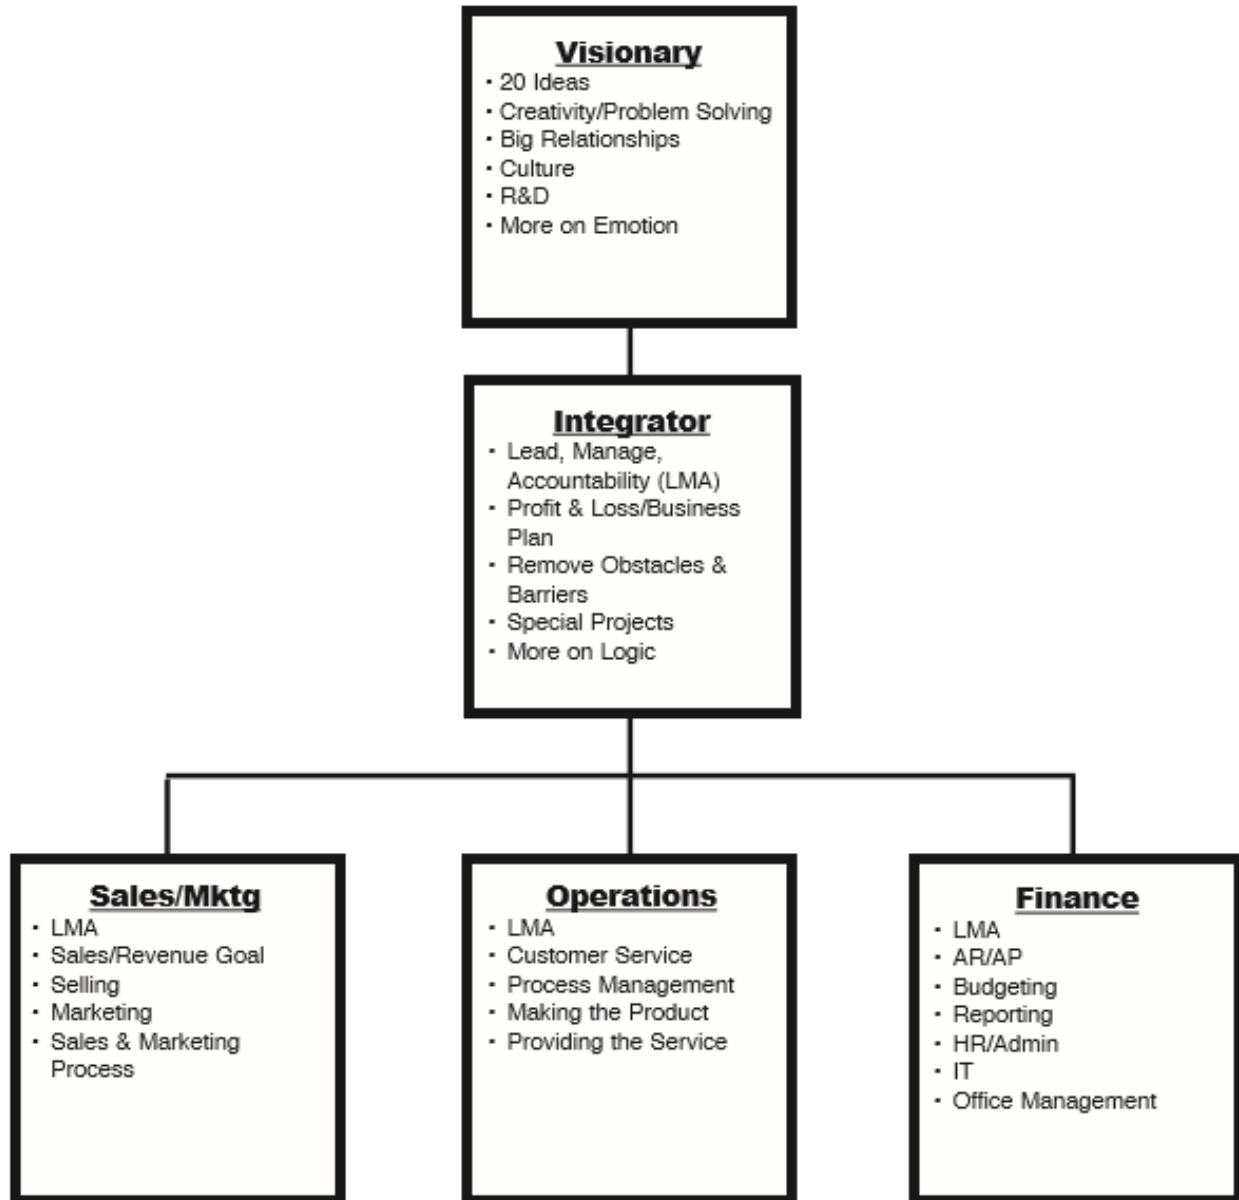 Visionary
· 20 Ideas
· Creativity/Problem Solving
· Big Relationships
· Culture
· R&D
· More on Emotion
Integrator
· Lead, Manage,
Accountability (LMA)
· Profit & Loss/Business
Plan
· Remove Obstacles &
Barriers
· Special Projects
· More on Logic
Sales/Mktg
· LMA
· Sales/Revenue Goal
· Selling
· Marketing
· Sales & Marketing
Process
Operations
· LMA
· Customer Service
· Process Management
· Making the Product
· Providing the Service
Finance
· LMA
· AR/AP
· Budgeting
· Reporting
· HR/Admin
· IT
· Office Management